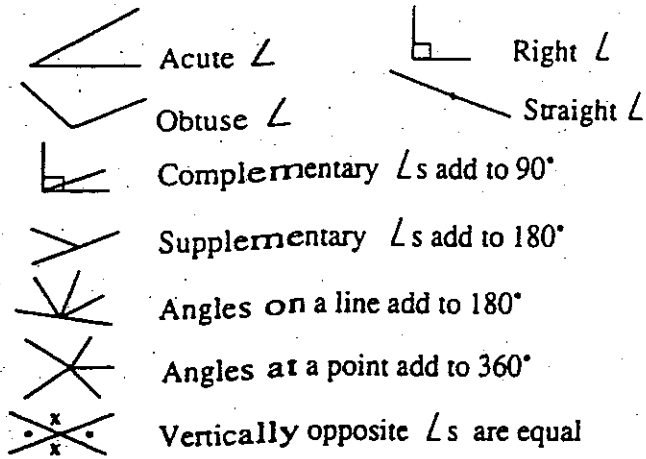 Acute ∠
Right ∠
Obtuse ∠
Straight ∠
Complementary ∠s add to 90°
Supplementary ∠s add to 180°
Angles on a line add to 180°
Angles at a point add to 360°
x
x
Vertically opposite ∠s are equal